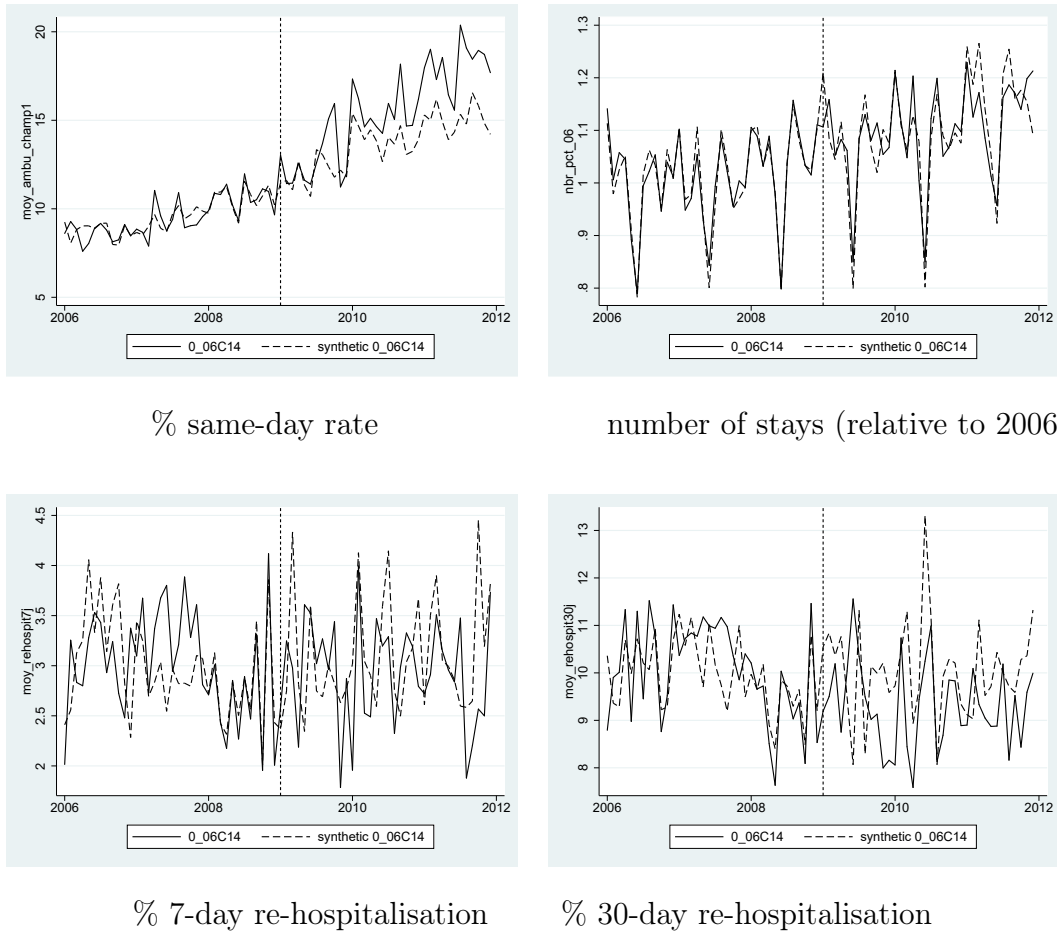 20
15
10
5
moy_ambu_champ1
2006
2008
2010
2012
0_06C14
synthetic 0_06C14
% same-day rate
1.3
1.2
1.1
1
.9
.8
nbr_pct_06
2006
2008
2010
2012
0_06C14
synthetic 0_06C14
number of stays (relative to 2006
4.5
4
3.5
3
2.5
2
moy_rehospit7j
2006
2008
2010
2012
0_06C14
synthetic 0_06C14
% 7-day re-hospitalisation
13
12
11
10
9
8
moy_rehospit30j
2006
2008
2010
2012
0_06C14
synthetic 0_06C14
% 30-day re-hospitalisation